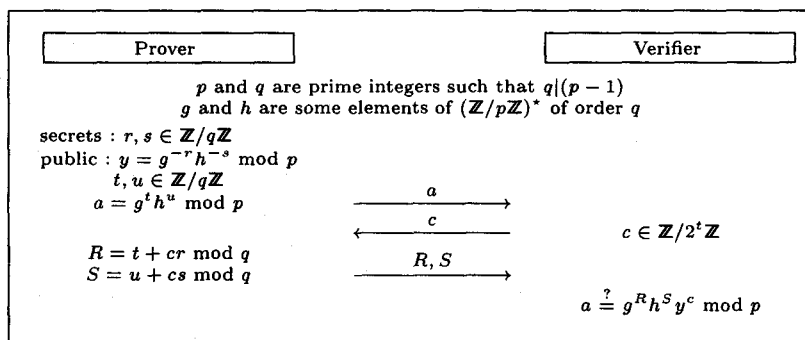 Prover Verifier
p and q are prime integers such that q|(p − 1)
g and h are some elements of (ℤ/pℤ)* of order q
secrets : r, s ∈ ℤ/qℤ
public : y = g^{−r}h^{−s} mod p
t, u ∈ ℤ/qℤ
a = g^t h^u mod p
a
c
c ∈ ℤ/2^tℤ
R = t + cr mod q
S = u + cs mod q
R, S
a ≟ g^R h^S y^c mod p